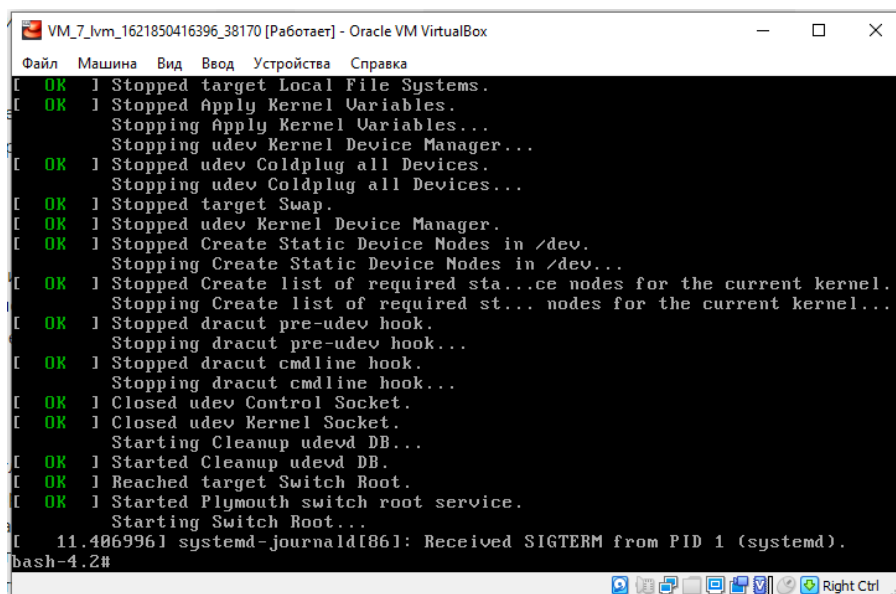 VM_7_lvm_1621850416396_38170 [Работает] - Oracle VM VirtualBox
Файл Машина Вид Ввод Устройства Справка
[ OK ] Stopped target Local File Systems.
[ OK ] Stopped Apply Kernel Variables.
Stopping Apply Kernel Variables...
Stopping udev Kernel Device Manager...
[ OK ] Stopped udev Coldplug all Devices.
Stopping udev Coldplug all Devices...
[ OK ] Stopped target Swap.
[ OK ] Stopped udev Kernel Device Manager.
[ OK ] Stopped Create Static Device Nodes in /dev.
Stopping Create Static Device Nodes in /dev...
[ OK ] Stopped Create list of required sta...ce nodes for the current kernel.
Stopping Create list of required st... nodes for the current kernel...
[ OK ] Stopped dracut pre-udev hook.
Stopping dracut pre-udev hook...
[ OK ] Stopped dracut cmdline hook.
Stopping dracut cmdline hook...
[ OK ] Closed udev Control Socket.
[ OK ] Closed udev Kernel Socket.
Starting Cleanup udevd DB...
[ OK ] Started Cleanup udevd DB.
[ OK ] Reached target Switch Root.
[ OK ] Started Plymouth switch root service.
Starting Switch Root...
[ 11.406996] systemd-journald[86]: Received SIGTERM from PID 1 (systemd).
bash-4.2#
Right Ctrl